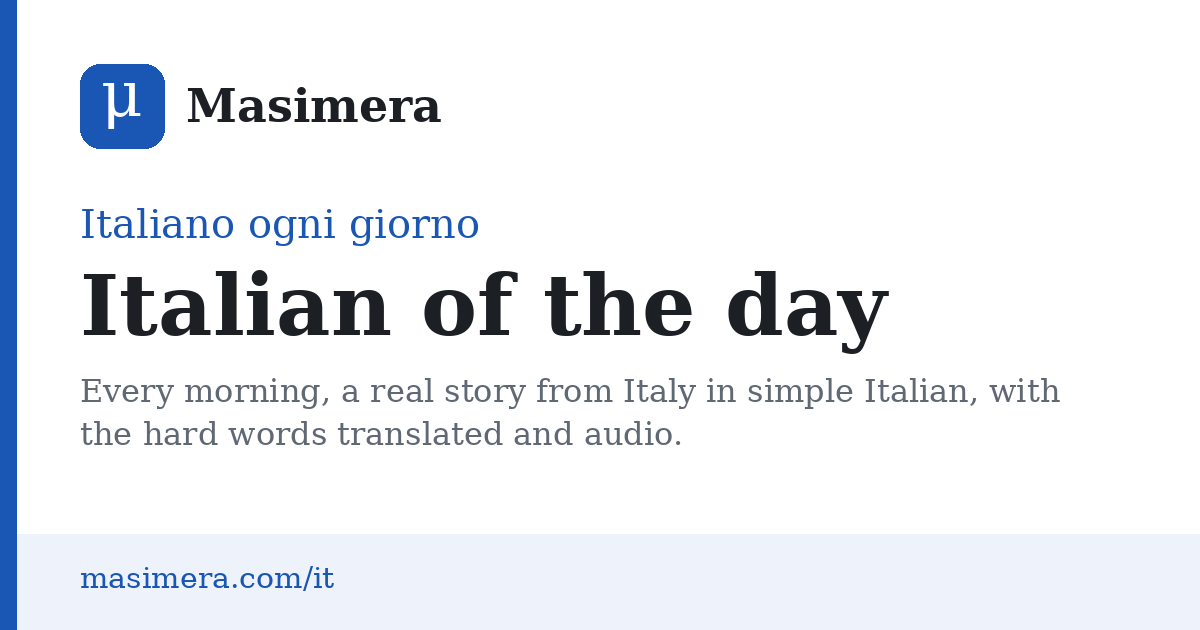 μ Masimera
Italiano ogni giorno
Italian of the day
Every morning, a real story from Italy in simple Italian, with
the hard words translated and audio.
masimera.com/it